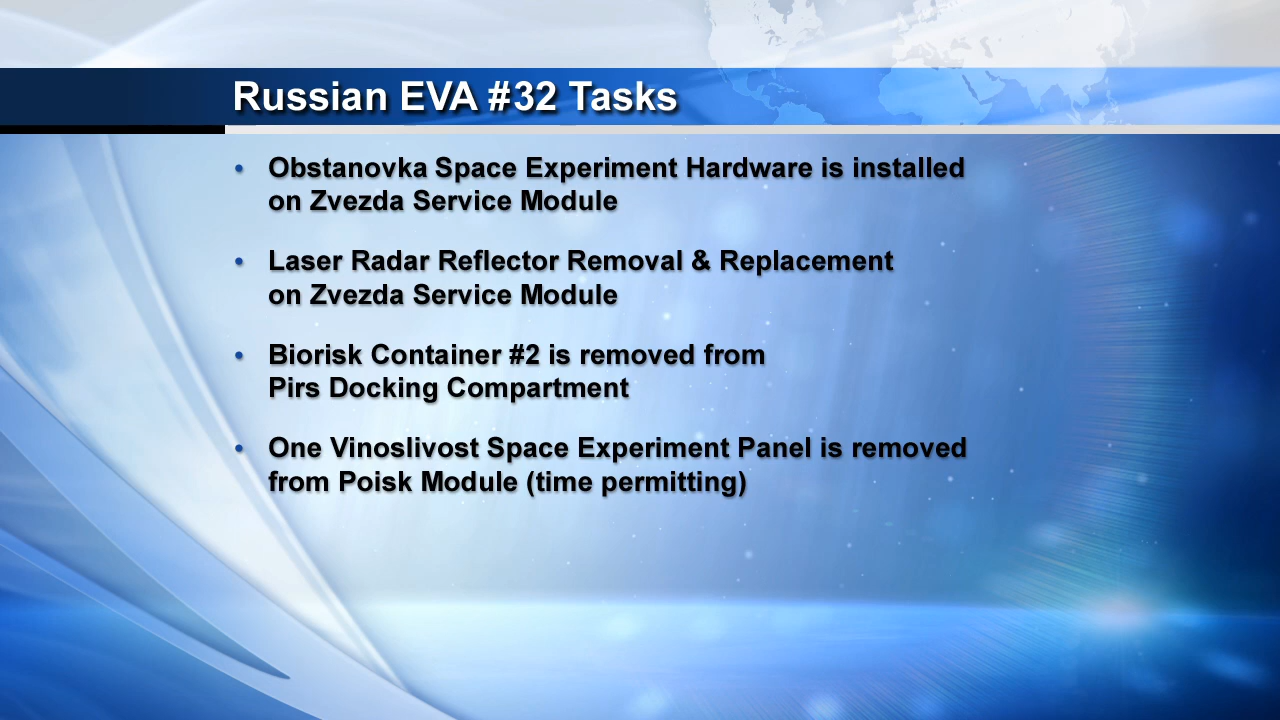 Russian EVA #32 Tasks
• Obstanovka Space Experiment Hardware is installed
on Zvezda Service Module
• Laser Radar Reflector Removal & Replacement
on Zvezda Service Module
• Biorisk Container #2 is removed from
Pirs Docking Compartment
• One Vinoslivost Space Experiment Panel is removed
from Poisk Module (time permitting)